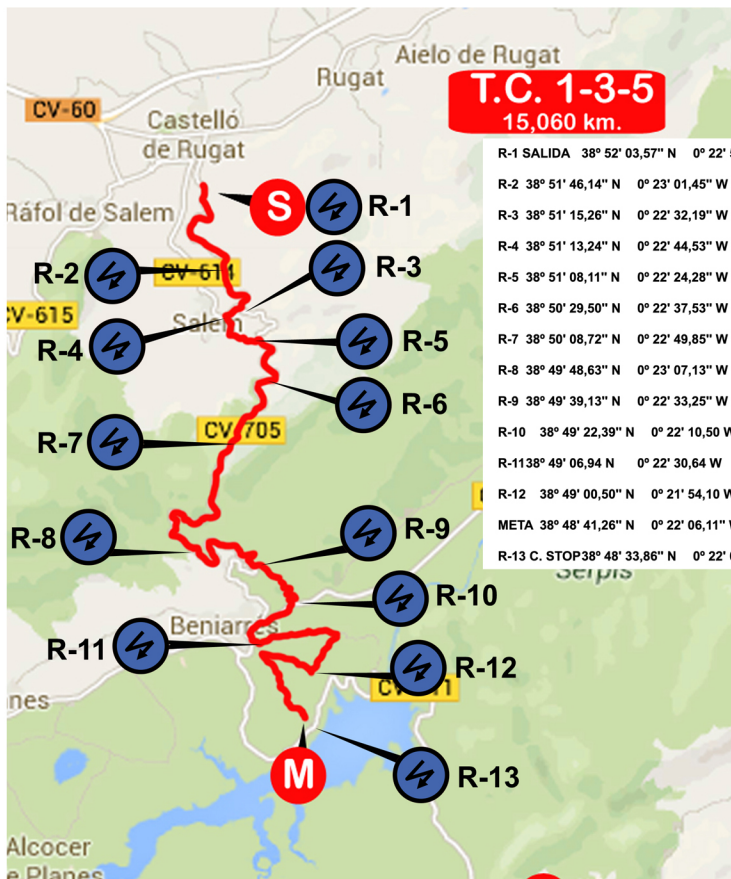 Aielo de Rugat
Rugat
CV-60
Castelló
de Rugat
T.C. 1-3-5
15,060 km.
R-1 SALIDA 38º 52' 03,57" N 0º 22'
R-2 38º 51' 46,14" N 0º 23' 01,45" W
R-3 38º 51' 15,26" N 0º 22' 32,19" W
R-4 38º 51' 13,24" N 0º 22' 44,53" W
R-5 38º 51' 08,11" N 0º 22' 24,28" W
R-6 38º 50' 29,50" N 0º 22' 37,53" W
R-7 38º 50' 08,72" N 0º 22' 49,85" W
R-8 38º 49' 48,63" N 0º 23' 07,13" W
R-9 38º 49' 39,13" N 0º 22' 33,25" W
R-10 38º 49' 22,39" N 0º 22' 10,50 W
R-1138º 49' 06,94 N 0º 22' 30,64 W
R-12 38º 49' 00,50" N 0º 21' 54,10 W
META 38º 48' 41,26" N 0º 22' 06,11" W
R-13 C. STOP38º 48' 33,86" N 0º 22'
Ráfol de Salem
S
R-1
R-2
CV-614
R-3
CV-615
Salem
R-4
R-5
R-6
R-7
CV-705
R-8
R-9
Serpis
R-10
Beniarrés
R-11
R-12
nes
M
R-13
Alcocer
e Planes